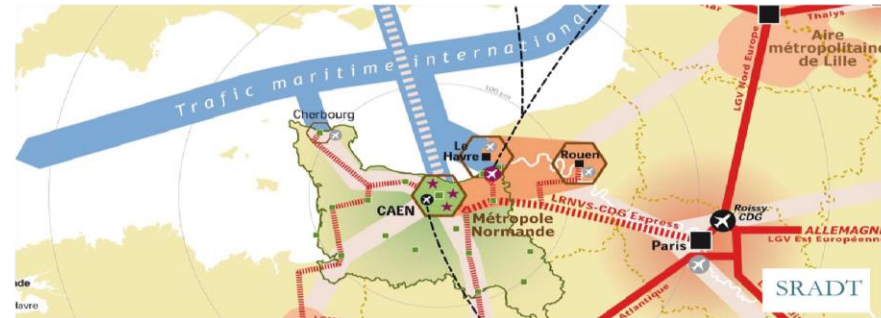 Thalys
Aire
métropolitaine
de Lille
LGV Nord Europe
Trafic maritime international
100 km
Cherbourg
Le
Havre
Rouen
CAEN
Métropole
Normande
LRNVS-CDG Express
Roissy
CDG
Paris
ALLEMAGNE
LGV Est Européenne
Atlantique
SRADT